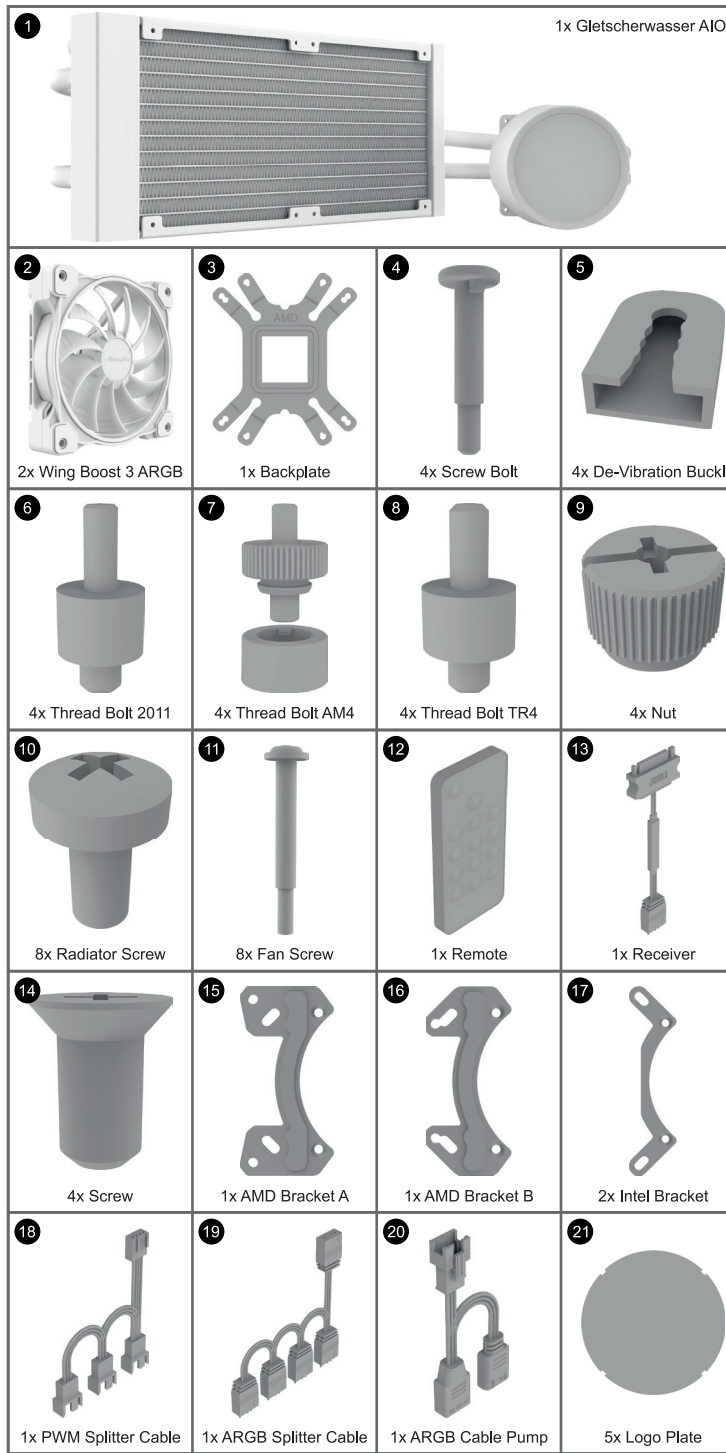 1
1x Gletscherwasser AIO
2
3
4
5
AMD
2x Wing Boost 3 ARGB
1x Backplate
4x Screw Bolt
4x De-Vibration Buckl
6
7
8
9
4x Thread Bolt 2011
4x Thread Bolt AM4
4x Thread Bolt TR4
4x Nut
10
11
12
13
8x Radiator Screw
8x Fan Screw
1x Remote
1x Receiver
14
15
16
17
4x Screw
1x AMD Bracket A
1x AMD Bracket B
2x Intel Bracket
18
19
20
21
1x PWM Splitter Cable
1x ARGB Splitter Cable
1x ARGB Cable Pump
5x Logo Plate